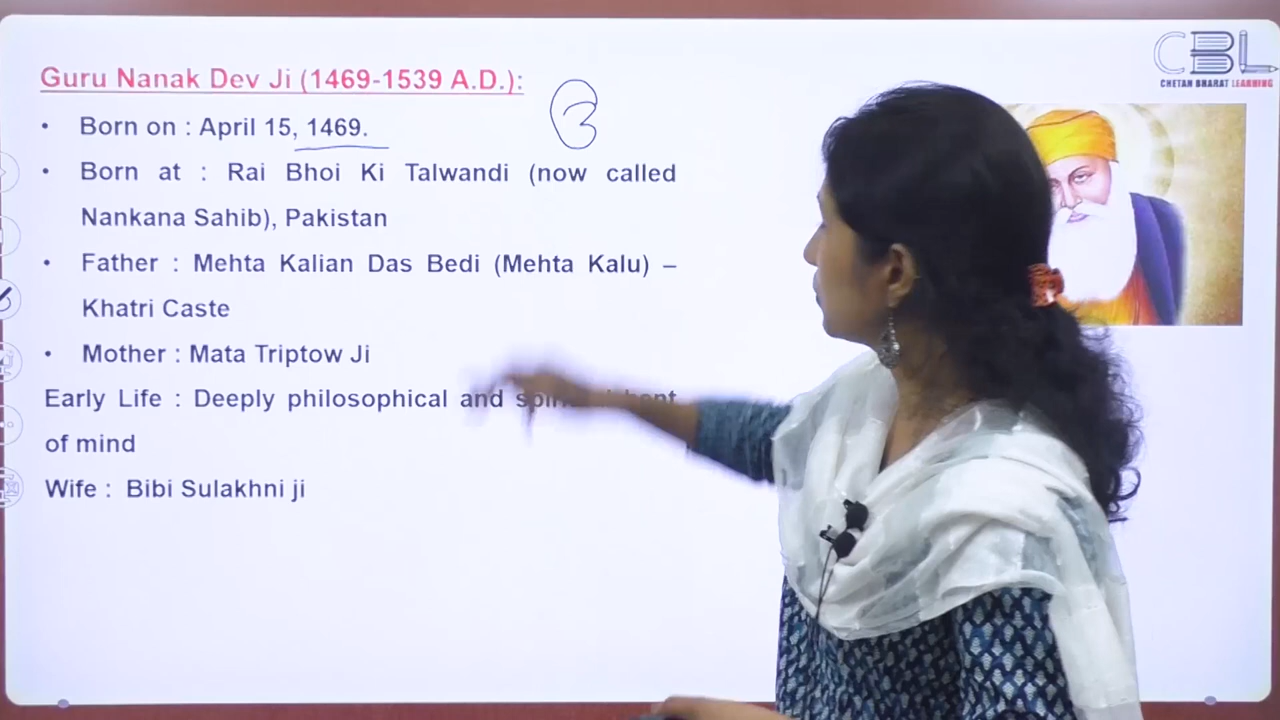 CBL
CHETAN BHARAT LEARNING
Guru Nanak Dev Ji (1469-1539 A.D.):
• Born on : April 15, 1469.
• Born at : Rai Bhoi Ki Talwandi (now called
Nankana Sahib), Pakistan
• Father : Mehta Kalian Das Bedi (Mehta Kalu) –
Khatri Caste
• Mother : Mata Triptow Ji
Early Life : Deeply philosophical and
of mind
Wife : Bibi Sulakhni ji